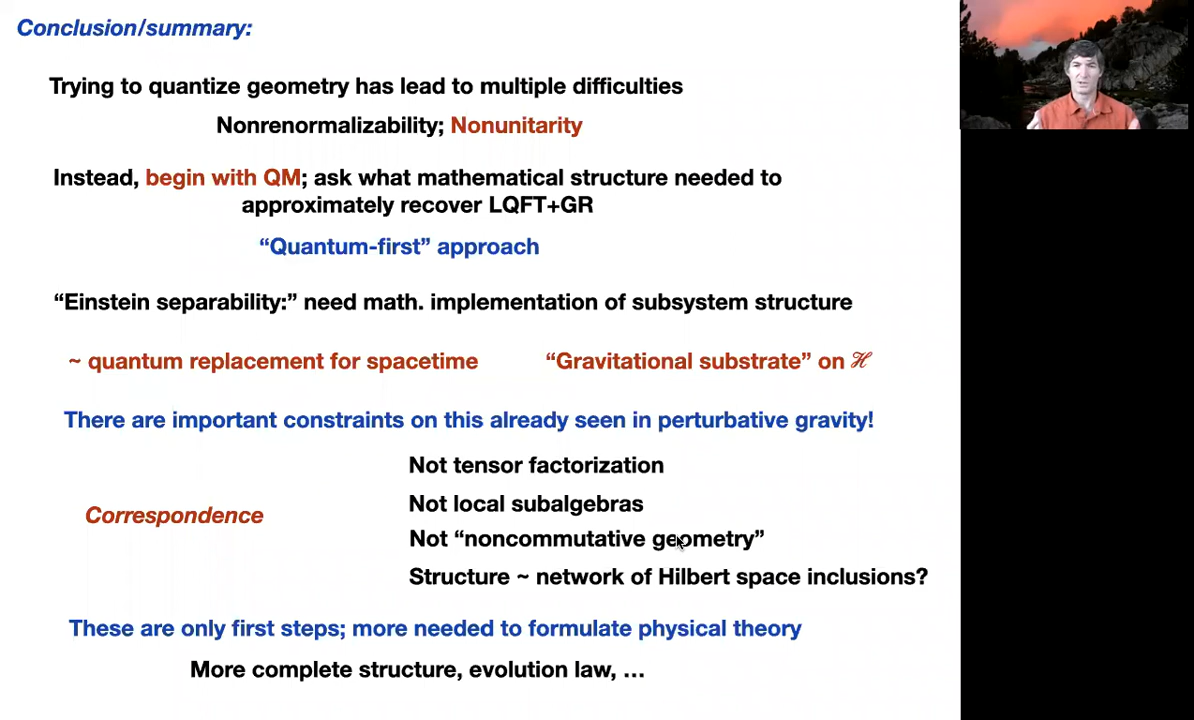 Conclusion/summary:
Trying to quantize geometry has lead to multiple difficulties
Nonrenormalizability; Nonunitarity
Instead, begin with QM; ask what mathematical structure needed to
approximately recover LQFT+GR
“Quantum-first” approach
“Einstein separability:” need math. implementation of subsystem structure
~ quantum replacement for spacetime “Gravitational substrate” on ℋ
There are important constraints on this already seen in perturbative gravity!
Not tensor factorization
Not local subalgebras
Correspondence
Not “noncommutative geometry”
Structure ~ network of Hilbert space inclusions?
These are only first steps; more needed to formulate physical theory
More complete structure, evolution law, …